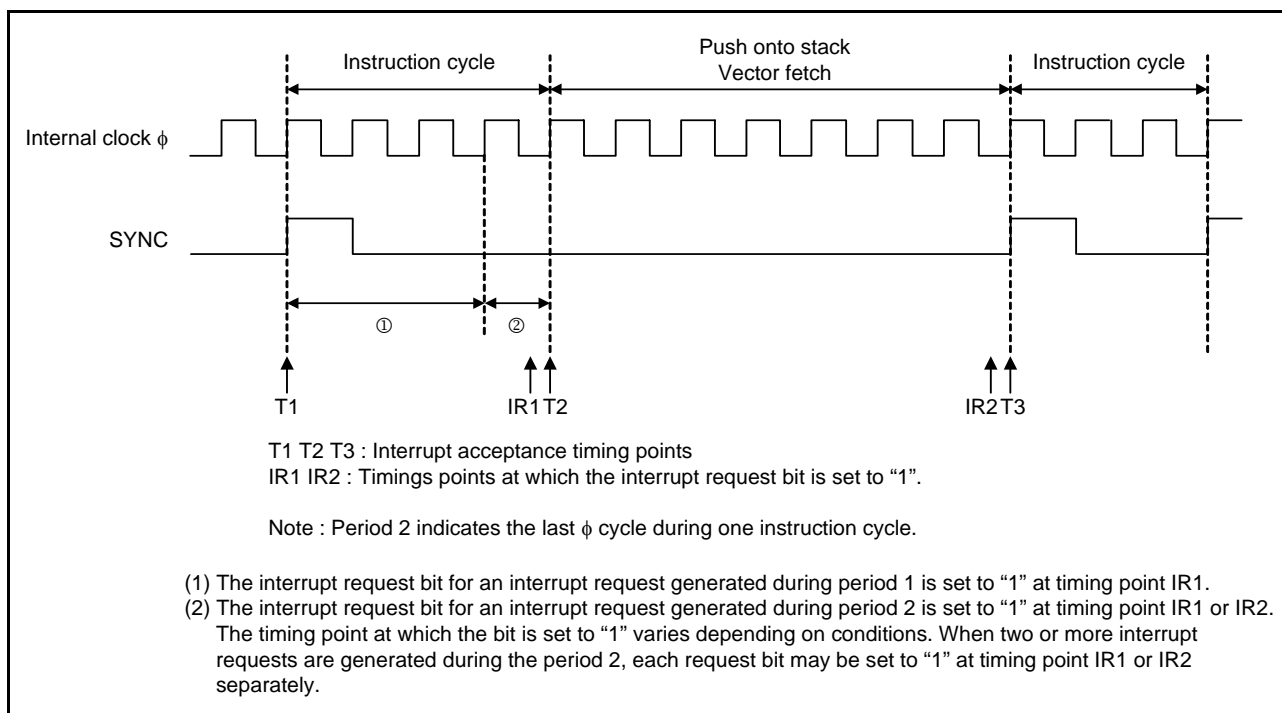 Push onto stack
Instruction cycle Vector fetch Instruction cycle
Internal clock ϕ
SYNC
① ②
T1 IR1 T2 IR2 T3
T1 T2 T3 : Interrupt acceptance timing points
IR1 IR2 : Timings points at which the interrupt request bit is set to “1”.
Note : Period 2 indicates the last ϕ cycle during one instruction cycle.
(1) The interrupt request bit for an interrupt request generated during period 1 is set to “1” at timing point IR1.
(2) The interrupt request bit for an interrupt request generated during period 2 is set to “1” at timing point IR1 or IR2.
The timing point at which the bit is set to “1” varies depending on conditions. When two or more interrupt
requests are generated during the period 2, each request bit may be set to “1” at timing point IR1 or IR2
separately.